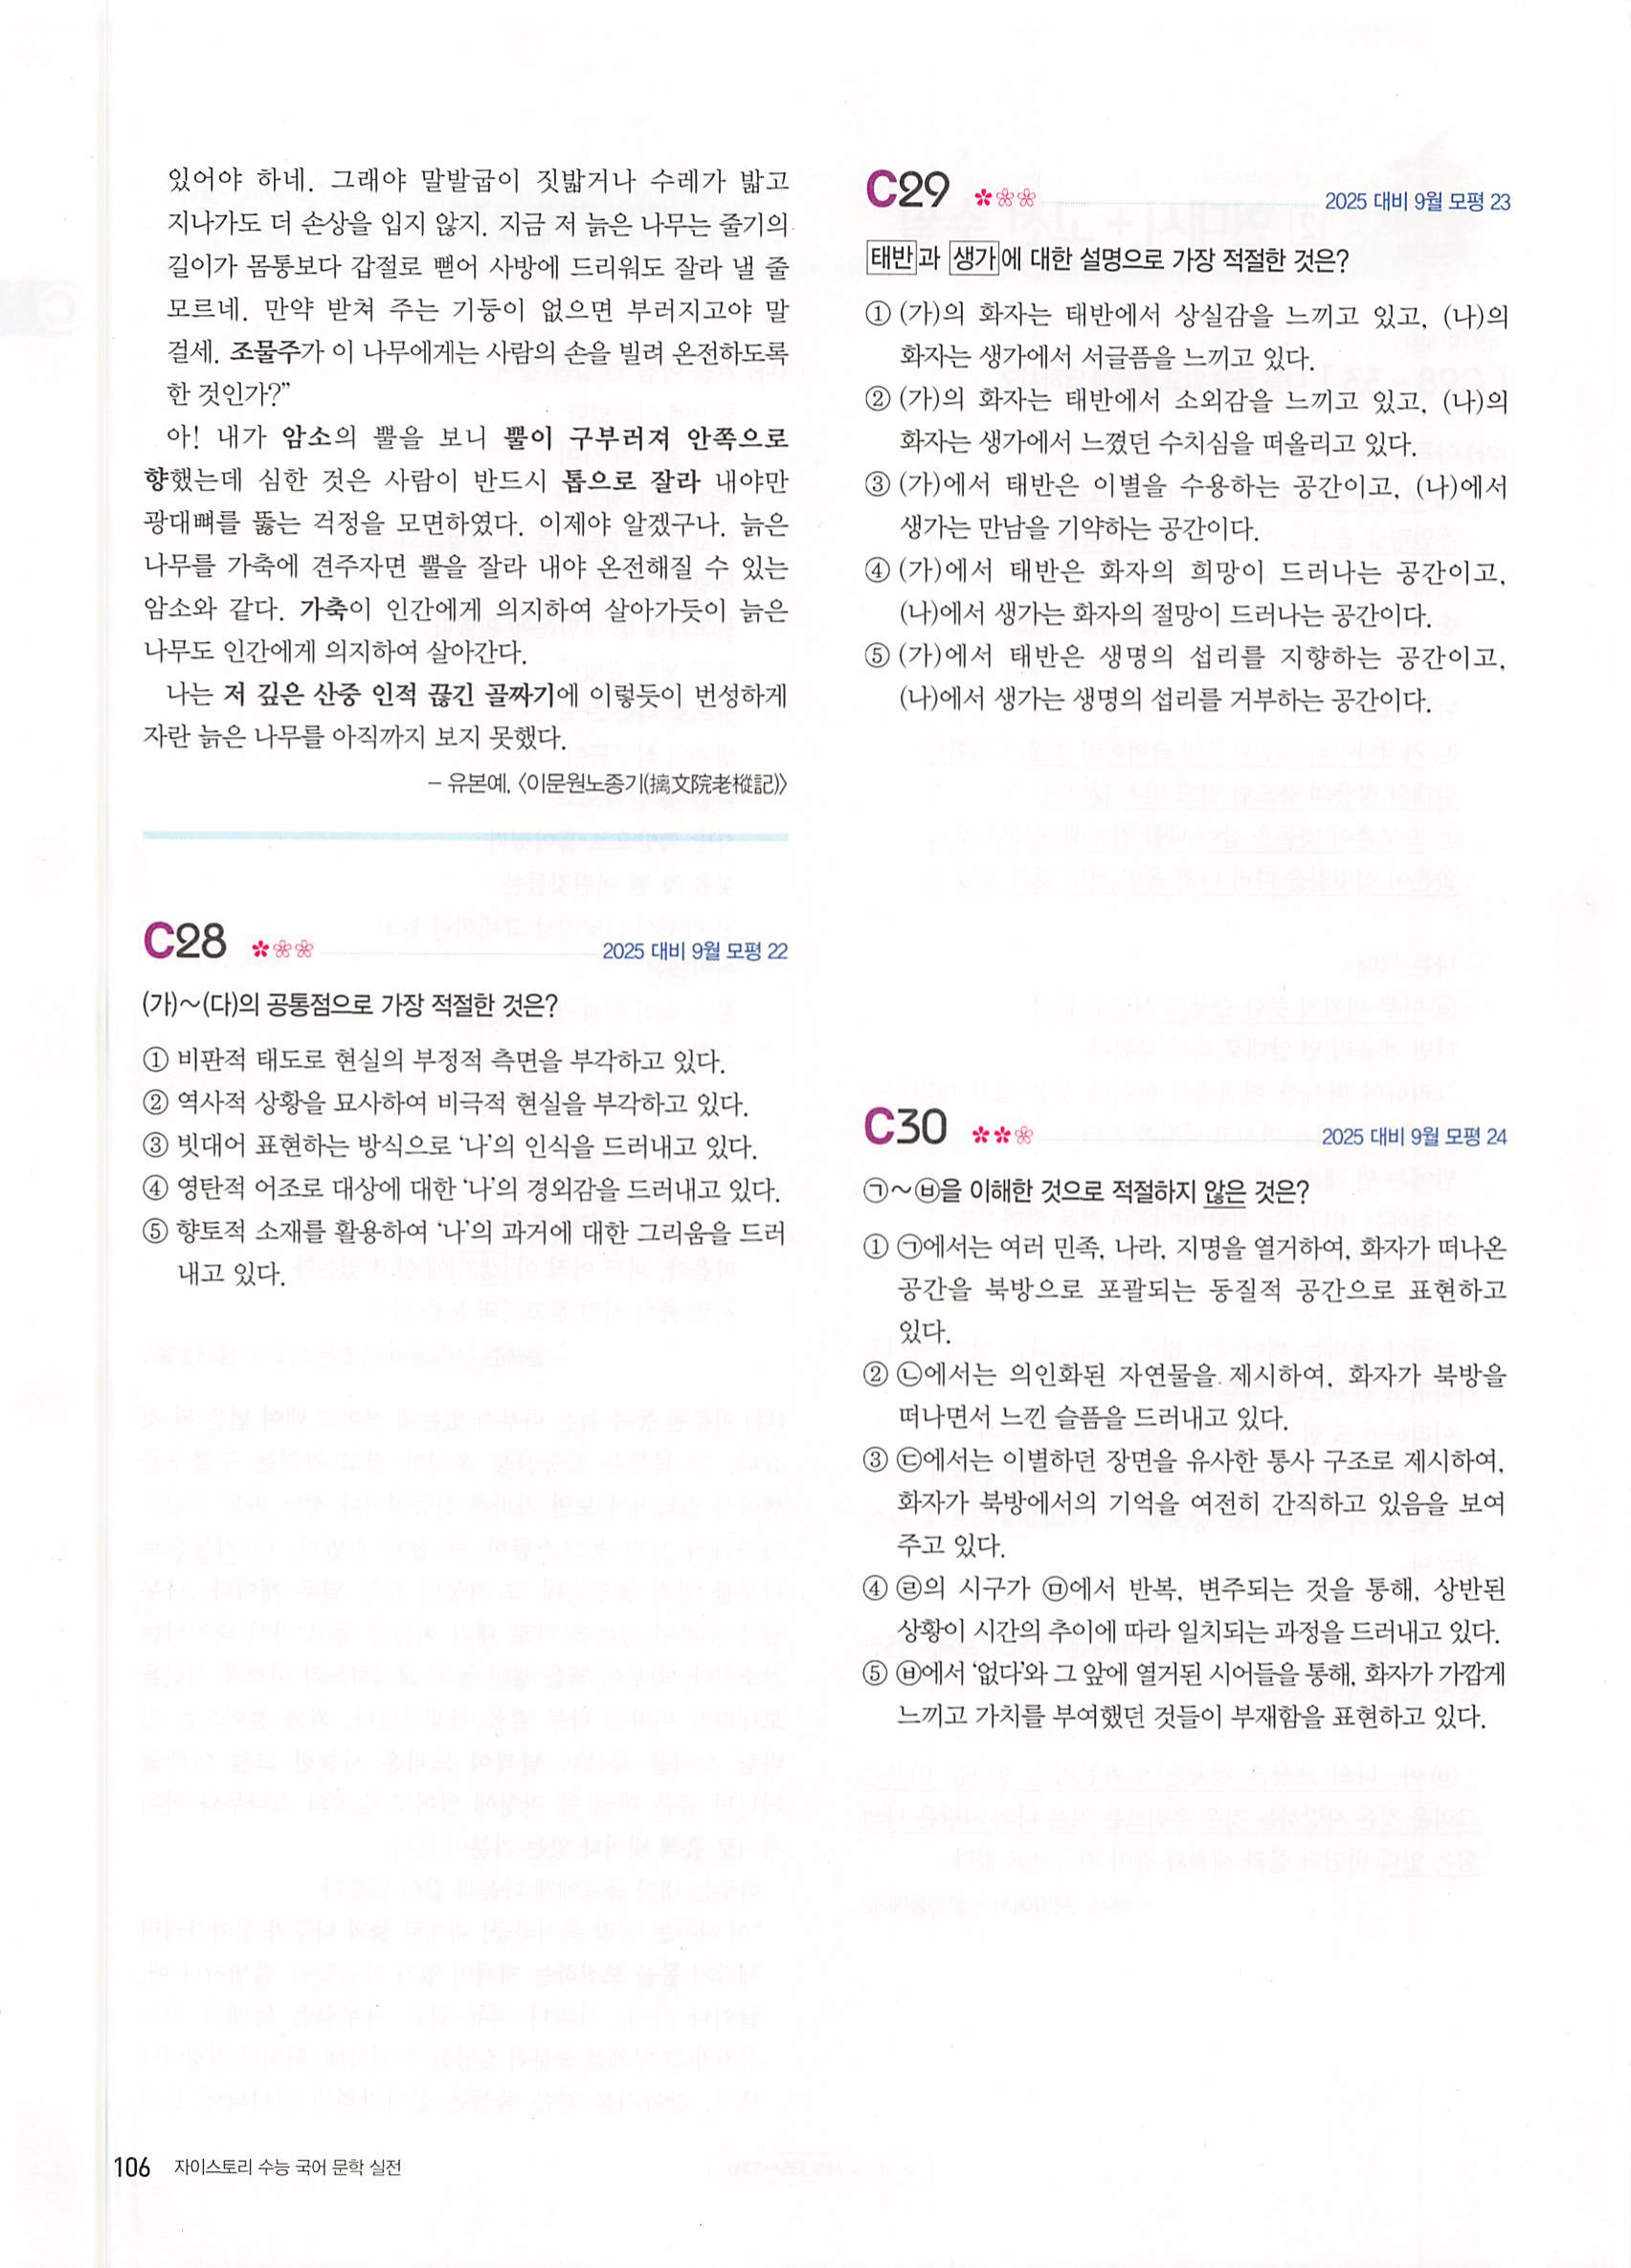 있어야 하네. 그래야 말발굽이 짓밟거나 수레가 밟고
지나가도 더 손상을 입지 않지. 지금 저 늙은 나무는 줄기의
길이가 몸통보다 갑절로 뻗어 사방에 드리워도 잘라 낼 줄
모르네. 만약 받쳐 주는 기둥이 없으면 부러지고야 말
걸세. 조물주가 이 나무에게는 사람의 손을 빌려 온전하도록
한 것인가?”
아! 내가 암소의 뿔을 보니 뿔이 구부러져 안쪽으로
향했는데 심한 것은 사람이 반드시 톱으로 잘라 내야만
광대뼈를 뚫는 걱정을 모면하였다. 이제야 알겠구나. 늙은
나무를 가축에 견주자면 뿔을 잘라 내야 온전해질 수 있는
암소와 같다. 가축이 인간에게 의지하여 살아가듯이 늙은
나무도 인간에게 의지하여 살아간다.
나는 저 깊은 산중 인적 끊긴 골짜기에 이렇듯이 번성하게
자란 늙은 나무를 아직까지 보지 못했다.
– 유본예, 〈이문원노종기(摛文院老樅記)〉
C28 2025 대비 9월 모평 22
(가)～(다)의 공통점으로 가장 적절한 것은?
① 비판적 태도로 현실의 부정적 측면을 부각하고 있다.
② 역사적 상황을 묘사하여 비극적 현실을 부각하고 있다.
③ 빗대어 표현하는 방식으로 ‘나’의 인식을 드러내고 있다.
④ 영탄적 어조로 대상에 대한 ‘나’의 경외감을 드러내고 있다.
⑤ 향토적 소재를 활용하여 ‘나’의 과거에 대한 그리움을 드러
내고 있다.
C29 2025 대비 9월 모평 23
태반과 생가에 대한 설명으로 가장 적절한 것은?
① (가)의 화자는 태반에서 상실감을 느끼고 있고, (나)의
화자는 생가에서 서글픔을 느끼고 있다.
② (가)의 화자는 태반에서 소외감을 느끼고 있고, (나)의
화자는 생가에서 느꼈던 수치심을 떠올리고 있다.
③ (가)에서 태반은 이별을 수용하는 공간이고, (나)에서
생가는 만남을 기약하는 공간이다.
④ (가)에서 태반은 화자의 희망이 드러나는 공간이고,
(나)에서 생가는 화자의 절망이 드러나는 공간이다.
⑤ (가)에서 태반은 생명의 섭리를 지향하는 공간이고,
(나)에서 생가는 생명의 섭리를 거부하는 공간이다.
C30 2025 대비 9월 모평 24
㉠～㉥을 이해한 것으로 적절하지 않은 것은?
① ㉠에서는 여러 민족, 나라, 지명을 열거하여, 화자가 떠나온
공간을 북방으로 포괄되는 동질적 공간으로 표현하고
있다.
② ㉡에서는 의인화된 자연물을 제시하여, 화자가 북방을
떠나면서 느낀 슬픔을 드러내고 있다.
③ ㉢에서는 이별하던 장면을 유사한 통사 구조로 제시하여,
화자가 북방에서의 기억을 여전히 간직하고 있음을 보여
주고 있다.
④ ㉣의 시구가 ㉤에서 반복, 변주되는 것을 통해, 상반된
상황이 시간의 추이에 따라 일치되는 과정을 드러내고 있다.
⑤ ㉥에서 ‘없다’와 그 앞에 열거된 시어들을 통해, 화자가 가깝게
느끼고 가치를 부여했던 것들이 부재함을 표현하고 있다.
106 자이스토리 수능 국어 문학 실전